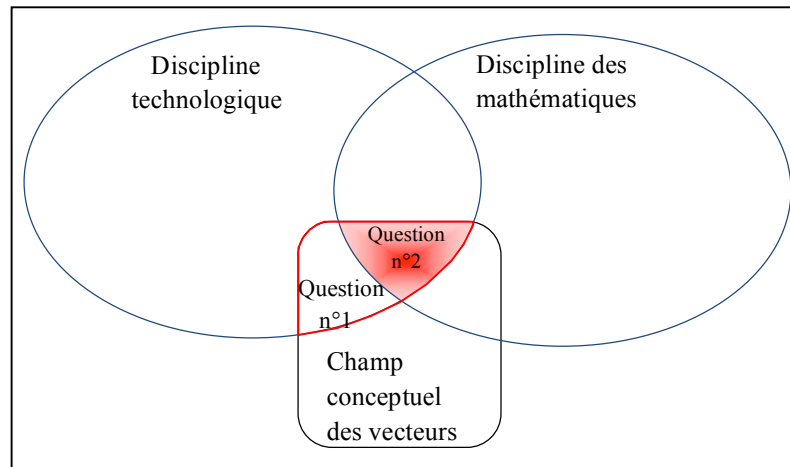 Discipline
technologique
Discipline des
mathématiques
Question
n°2
Question
n°1
Champ
conceptuel
des vecteurs